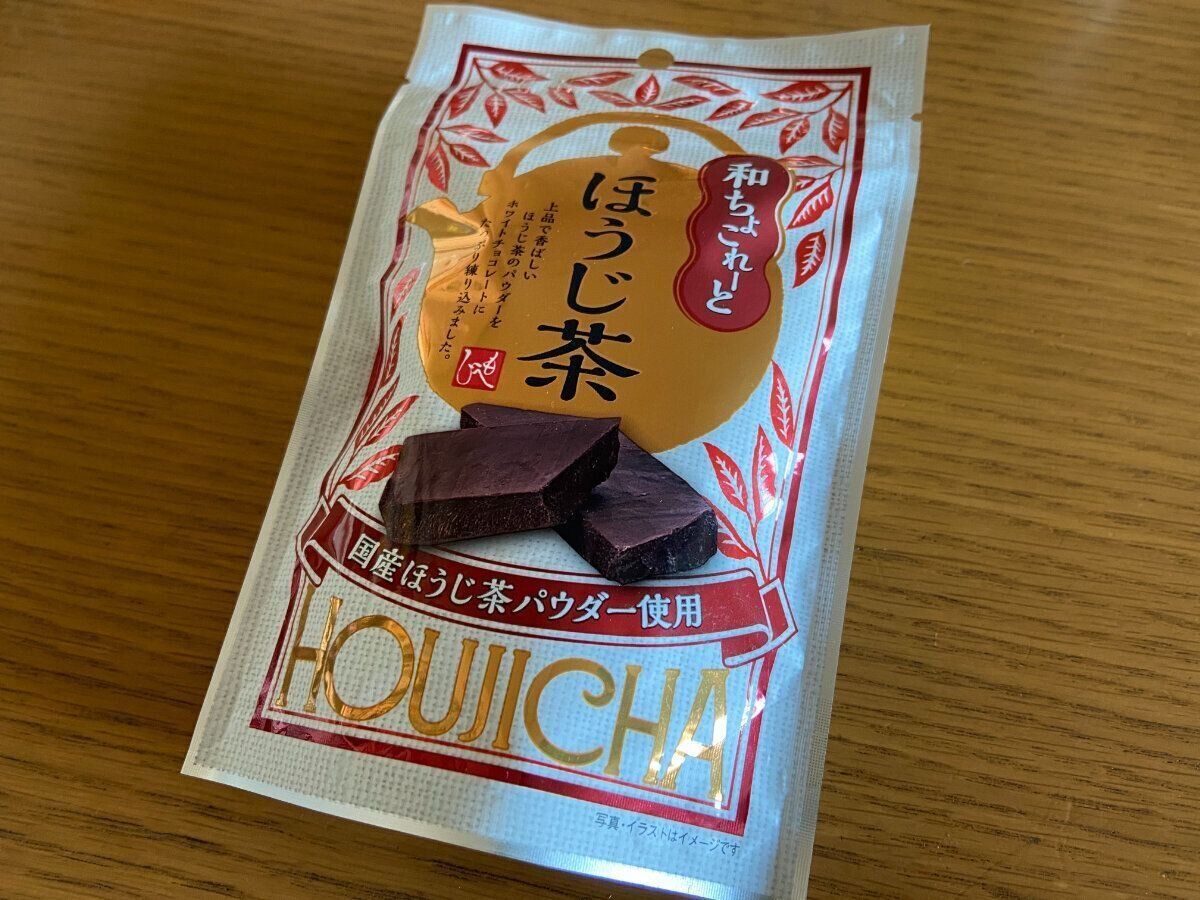 和ちょこれーと
ほうじ茶
上品で香ばしい
ほうじ茶のパウダーを
ホワイトチョコレートに
たっぷり練り込みました。
もへじ
国産ほうじ茶パウダー使用
HOUJICHA
写真・イラストはイメージです